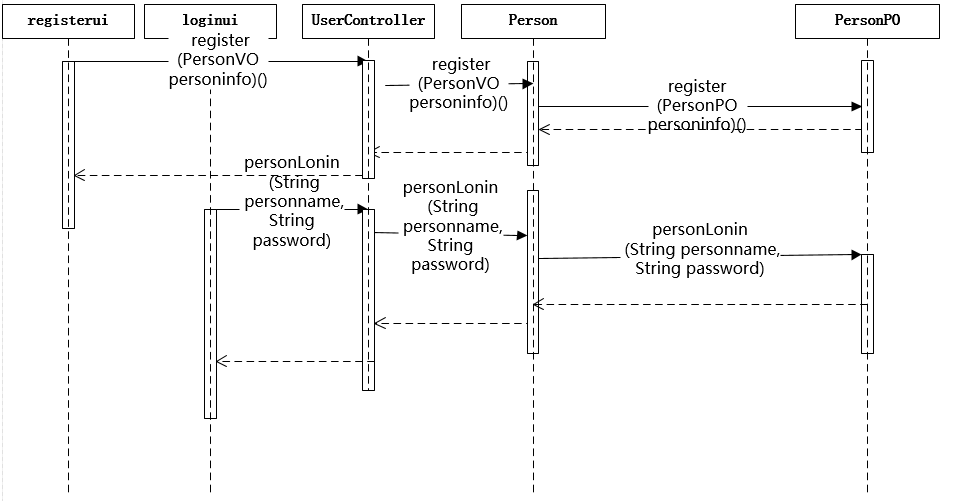 registerui
loginui
UserController
Person
PersonPO
register
(PersonVO
personinfo)()
register
(PersonVO
personinfo)()
register
(PersonPO
personinfo)()
personLonin
(String
personname,
String
password)
personLonin
(String
personname,
String
password)
personLonin
(String personname,
String password)